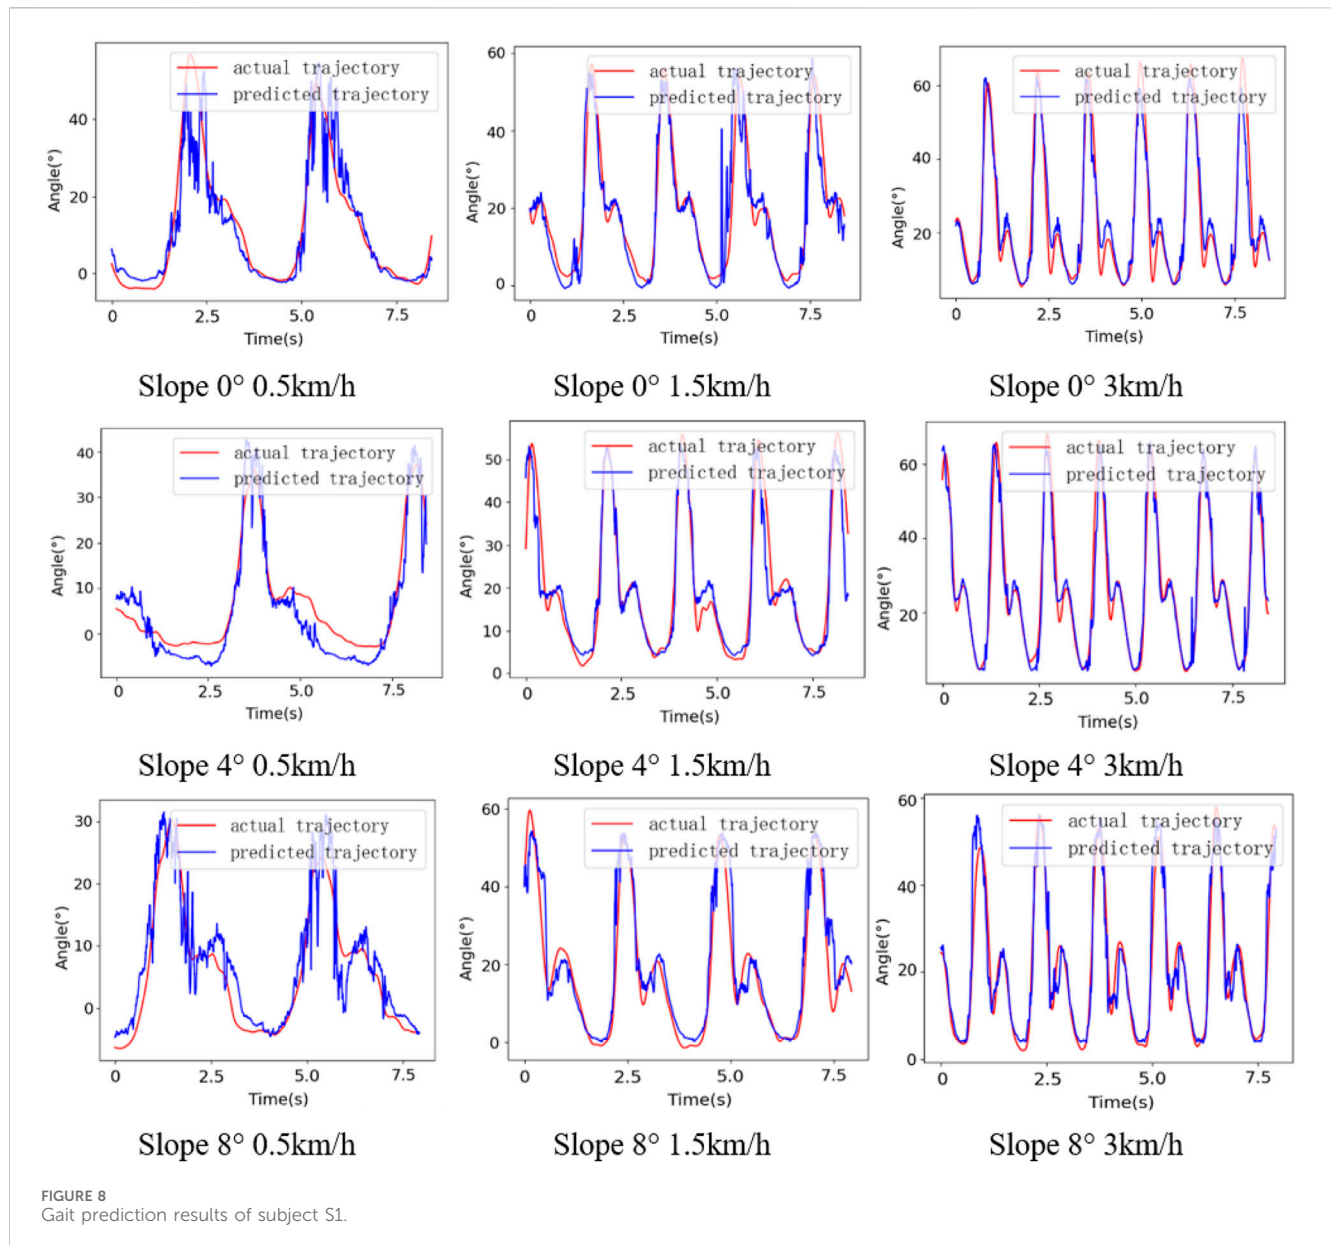 actual trajectory
predicted trajectory
40
20
0
Angle(°)
0 2.5 5.0 7.5
Time(s)
Slope 0° 0.5km/h
actual trajectory
predicted trajectory
60
40
20
0
Angle(°)
0 2.5 5.0 7.5
Time(s)
Slope 0° 1.5km/h
actual trajectory
predicted trajectory
60
40
20
Angle(°)
0 2.5 5.0 7.5
Time(s)
Slope 0° 3km/h
actual trajectory
predicted trajectory
40
30
20
10
0
Angle(°)
0 2.5 5.0 7.5
Time(s)
Slope 4° 0.5km/h
actual trajectory
predicted trajectory
50
40
30
20
10
0
Angle(°)
0 2.5 5.0 7.5
Time(s)
Slope 4° 1.5km/h
actual trajectory
predicted trajectory
60
40
20
Angle(°)
0 2.5 5.0 7.5
Time(s)
Slope 4° 3km/h
actual trajectory
predicted trajectory
30
20
10
0
Angle(°)
0 2.5 5.0 7.5
Time(s)
Slope 8° 0.5km/h
actual trajectory
predicted trajectory
60
40
20
0
Angle(°)
0 2.5 5.0 7.5
Time(s)
Slope 8° 1.5km/h
actual trajectory
predicted trajectory
60
40
20
0
Angle(°)
0 2.5 5.0 7.5
Time(s)
Slope 8° 3km/h
FIGURE 8
Gait prediction results of subject S1.